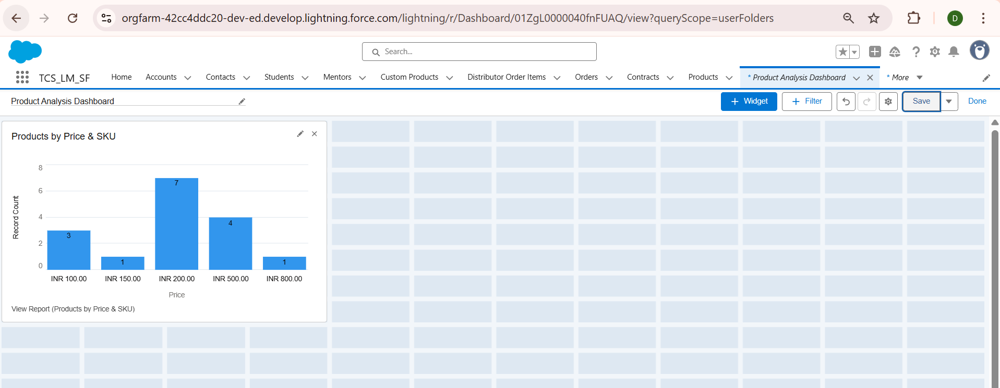 orgfarm-42cc4ddc20-dev-ed.develop.lightning.force.com/lightning/r/Dashboard/01ZgL0000040fnFUAQ/view?queryScope=userFolders
D
Search...
TCS_LM_SF Home Accounts Contacts Students Mentors Custom Products Distributor Order Items Orders Contracts Products * Product Analysis Dashboard * More
Product Analysis Dashboard + Widget + Filter Save Done
Products by Price & SKU
8
6
4
2
0
Record Count
3
1
7
4
1
INR 100.00 INR 150.00 INR 200.00 INR 500.00 INR 800.00
Price
View Report (Products by Price & SKU)